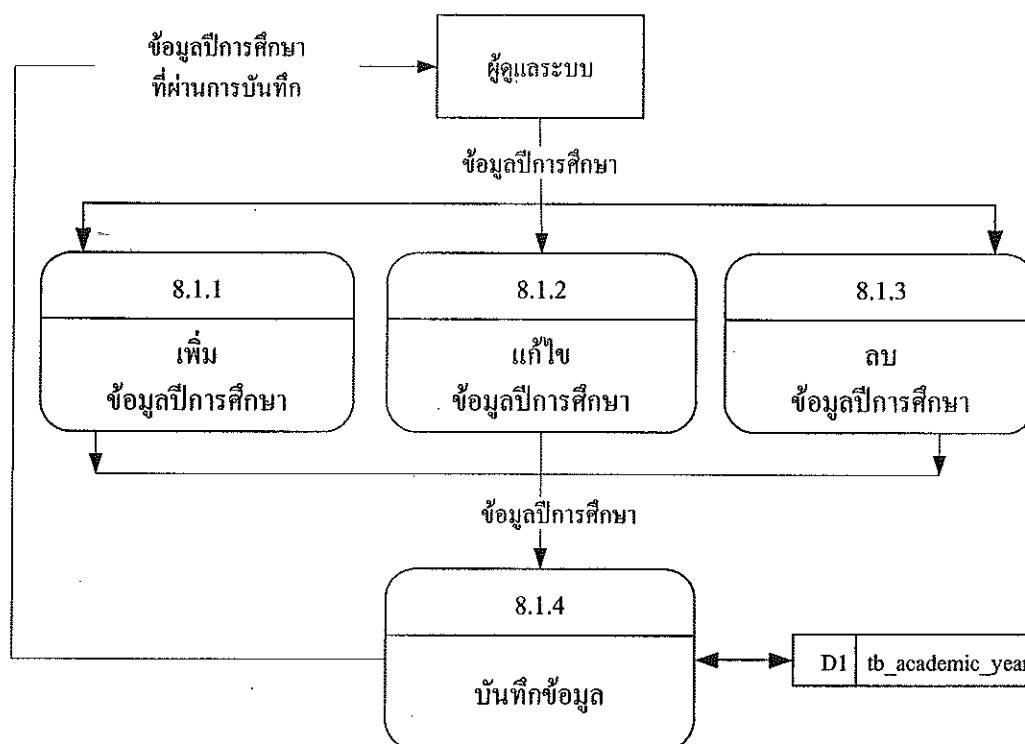 ข้อมูลปีการศึกษา
ที่ผ่านการบันทึก
ผู้ดูแลระบบ
ข้อมูลปีการศึกษา
8.1.1
8.1.2
8.1.3
เพิ่ม
ข้อมูลปีการศึกษา
แก้ไข
ข้อมูลปีการศึกษา
ลบ
ข้อมูลปีการศึกษา
ข้อมูลปีการศึกษา
8.1.4
บันทึกข้อมูล
D1 tb_academic_year